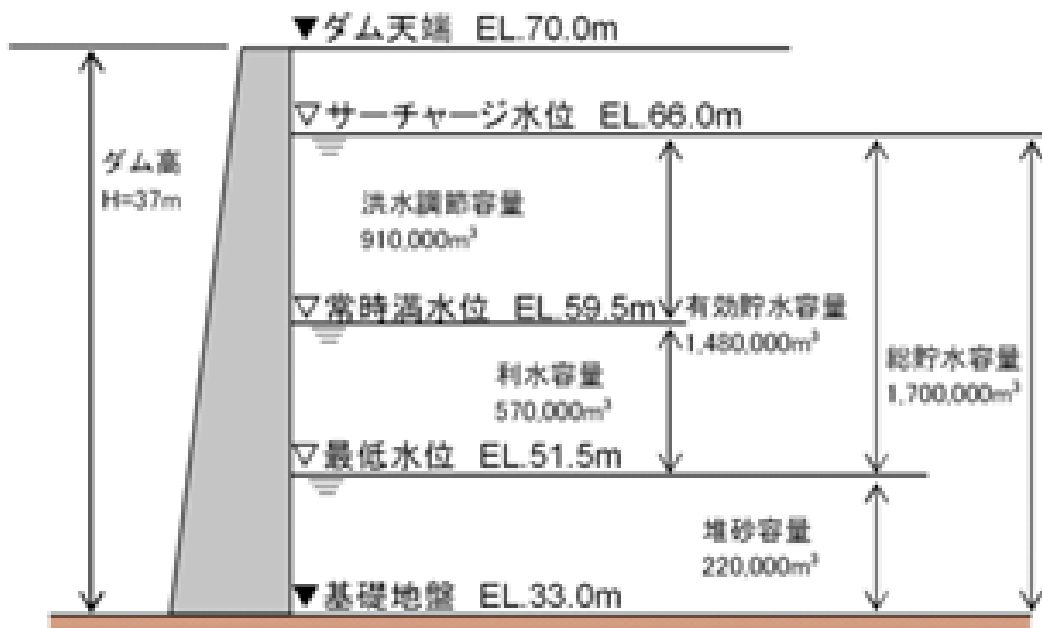 ▼ダム天端 EL.70.0m
▽サーチャージ水位 EL.66.0m
ダム高
H=37m
洪水調節容量
910,000m³
▽常時満水位 EL.59.5m
有効貯水容量
1,480,000m³
総貯水容量
1,700,000m³
利水容量
570,000m³
▽最低水位 EL.51.5m
堆砂容量
220,000m³
▼基礎地盤 EL.33.0m